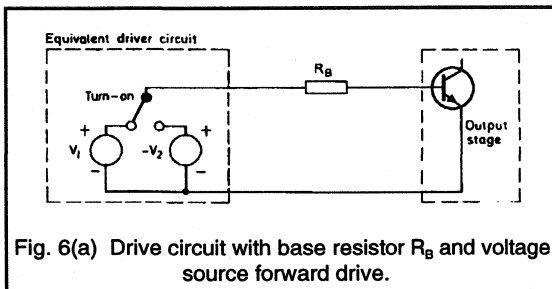 Equivalent driver circuit
R_B
Turn-on
+
+
V_1
-V_2
-
-
Output
stage
Fig. 6(a) Drive circuit with base resistor R_B and voltage
source forward drive.